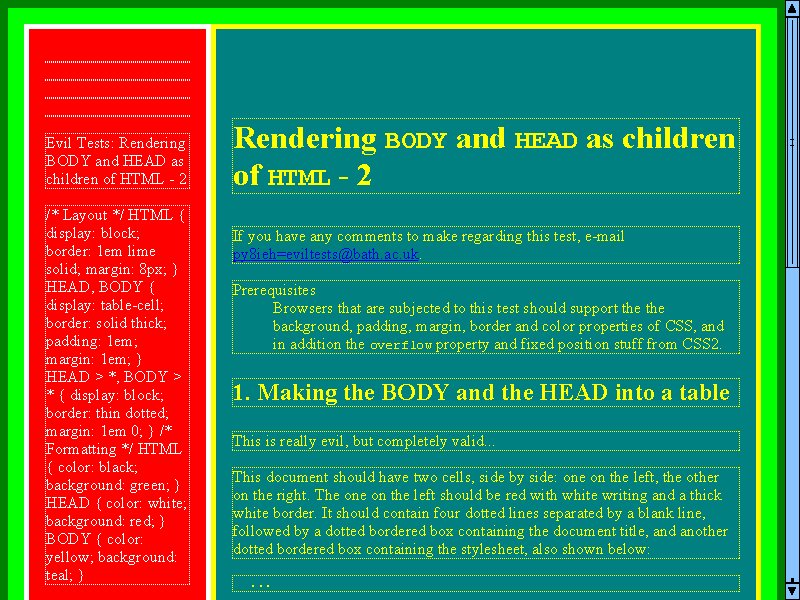 Evil Tests: Rendering
BODY and HEAD as
children of HTML - 2
/* Layout */ HTML {
display: block;
border: 1em lime
solid; margin: 8px; }
HEAD, BODY {
display: table-cell;
border: solid thick;
padding: 1em;
margin: 1em; }
HEAD > *, BODY >
* { display: block;
border: thin dotted;
margin: 1em 0; } /*
Formatting */ HTML
{ color: black;
background: green; }
HEAD { color: white;
background: red; }
BODY { color:
yellow; background:
teal; }
Rendering BODY and HEAD as children
of HTML - 2
If you have any comments to make regarding this test, e-mail
py8ieh=eviltests@bath.ac.uk.
Prerequisites
Browsers that are subjected to this test should support the the
background, padding, margin, border and color properties of CSS, and
in addition the overflow property and fixed position stuff from CSS2.
1. Making the BODY and the HEAD into a table
This is really evil, but completely valid...
This document should have two cells, side by side: one on the left, the other
on the right. The one on the left should be red with white writing and a thick
white border. It should contain four dotted lines separated by a blank line,
followed by a dotted bordered box containing the document title, and another
dotted bordered box containing the stylesheet, also shown below:
...